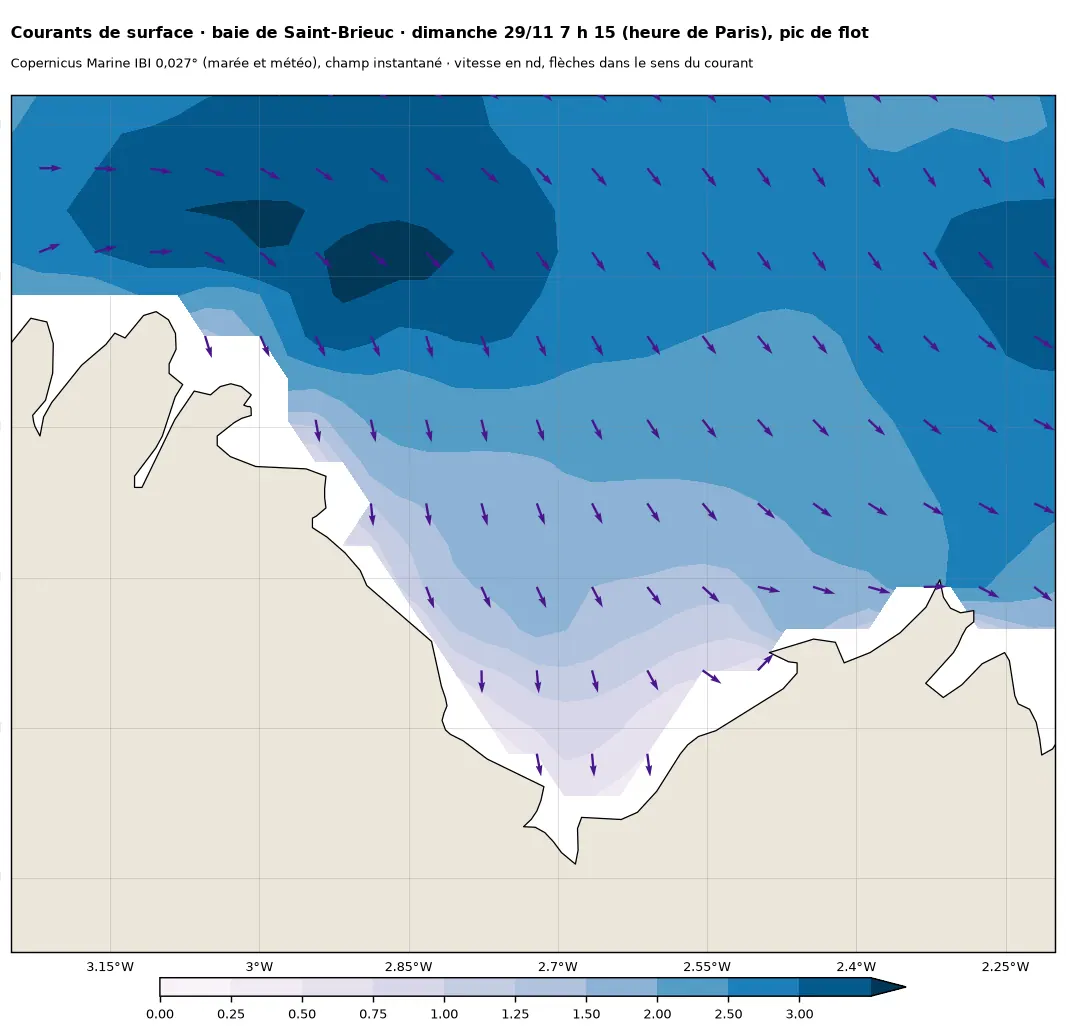 Courants de surface · baie de Saint-Brieuc · dimanche 29/11 7 h 15 (heure de Paris), pic de flot
Copernicus Marine IBI 0,027° (marée et météo), champ instantané · vitesse en nd, flèches dans le sens du courant
3.15°W 3°W 2.85°W 2.7°W 2.55°W 2.4°W 2.25°W
0.00 0.25 0.50 0.75 1.00 1.25 1.50 2.00 2.50 3.00